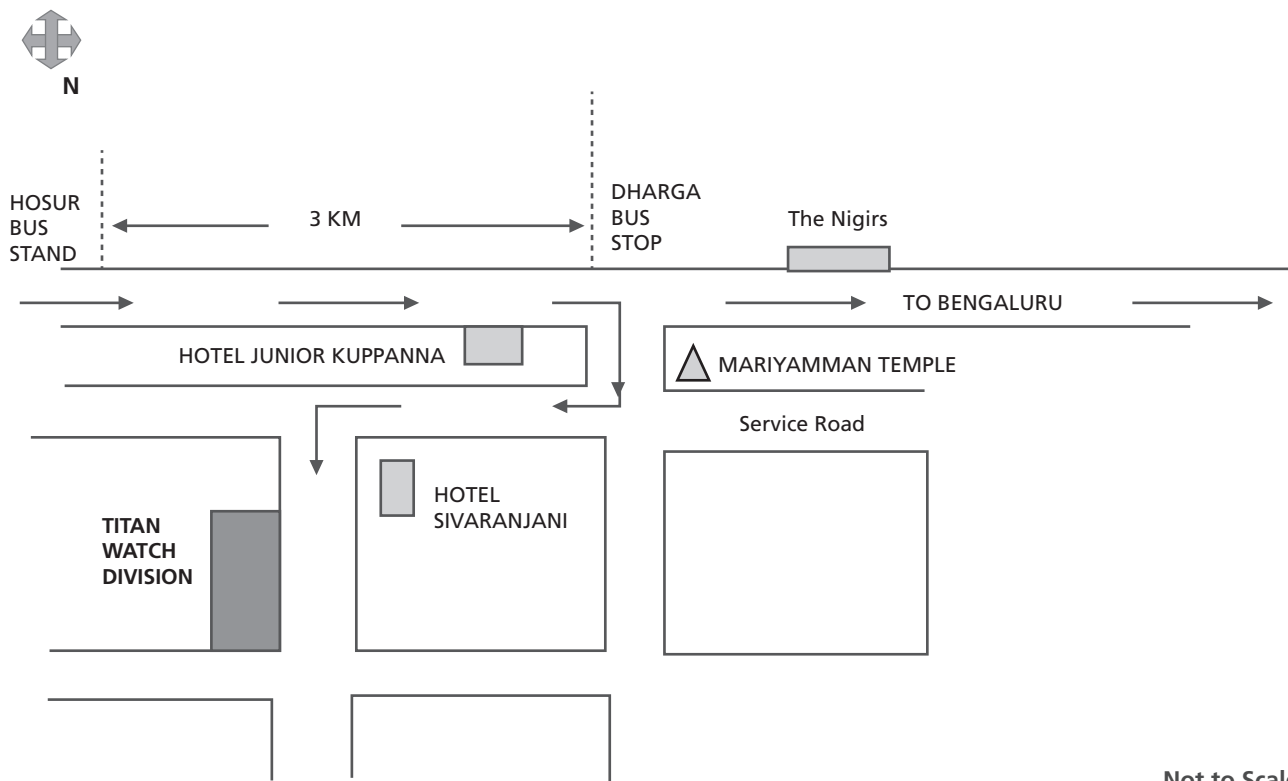 N
HOSUR
BUS
STAND
3 KM
DHARGA
BUS
STOP
The Nigirs
TO BENGALURU
HOTEL JUNIOR KUPPANNA
MARIYAMMAN TEMPLE
Service Road
HOTEL
SIVARANJANI
TITAN
WATCH
DIVISION
Not to Scal